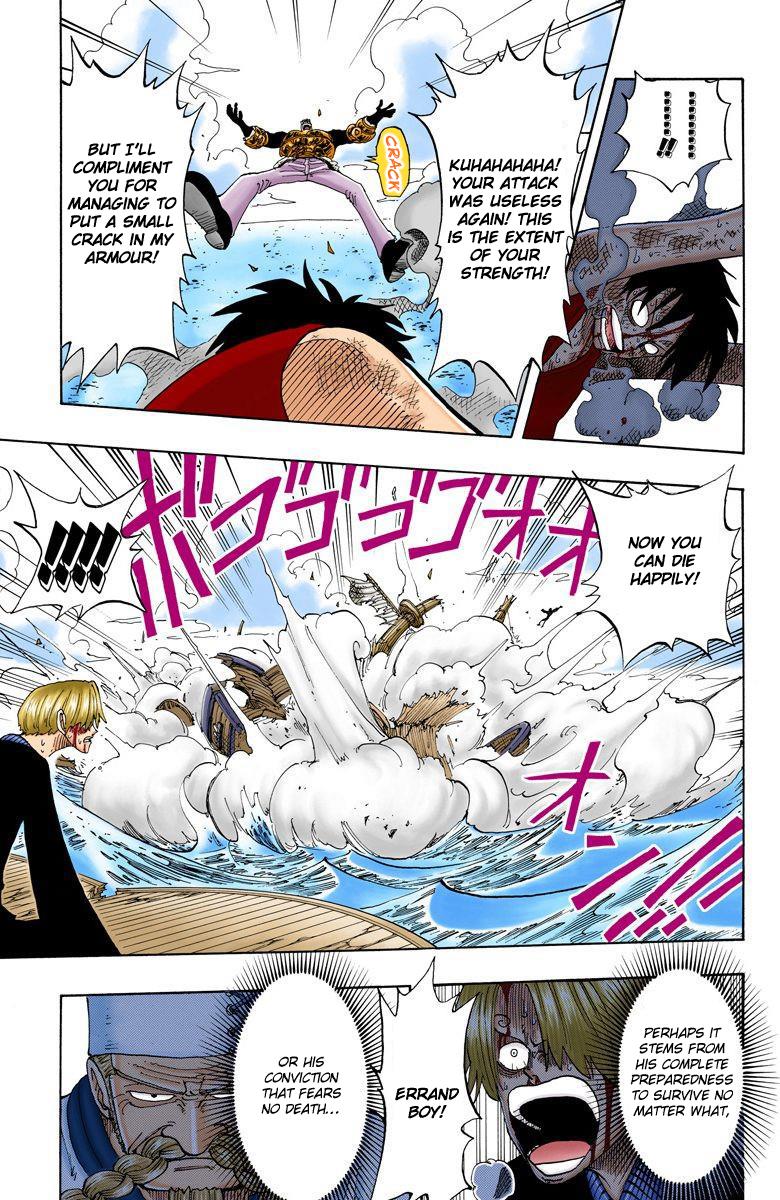 !!
KUHAHAHAHA!
YOUR ATTACK
WAS USELESS
AGAIN! THIS
IS THE EXTENT
OF YOUR
STRENGTH!
CRACK
BUT I'LL
COMPLIMENT
YOU FOR
MANAGING TO
PUT A SMALL
CRACK IN MY
ARMOUR!
NOW YOU
CAN DIE
HAPPILY!
ボゴゴゴゴオオ
オン!!
!!!!
PERHAPS IT
STEMS FROM
HIS COMPLETE
PREPAREDNESS
TO SURVIVE NO
MATTER WHAT,
ERRAND
BOY!
OR HIS
CONVICTION
THAT FEARS
NO DEATH...